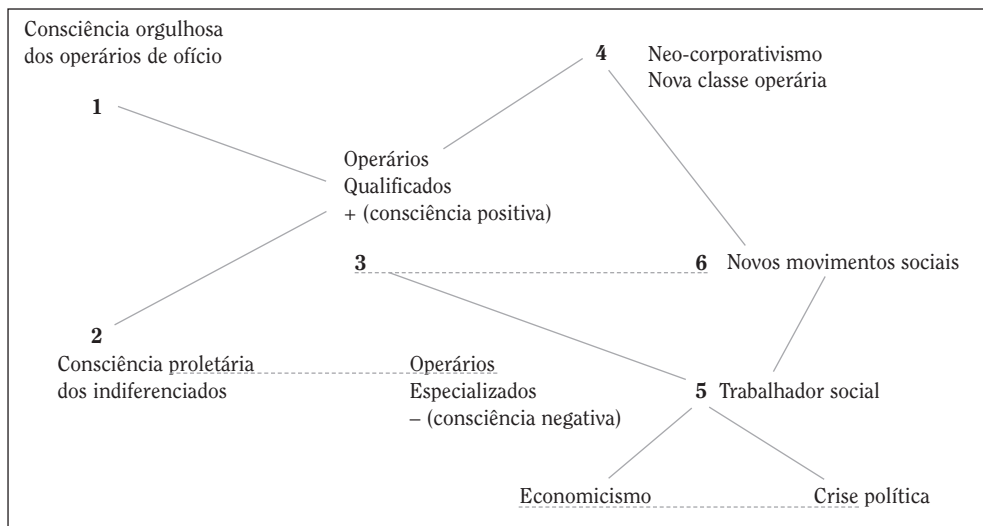 Consciência orgulhosa
dos operários de ofício
1
4
Neo-corporativismo
Nova classe operária
Operários
Qualificados
+ (consciência positiva)
3
6 Novos movimentos sociais
2
Consciência proletária
dos indiferenciados
Operários
Especializados
– (consciência negativa)
5 Trabalhador social
Economicismo
Crise política